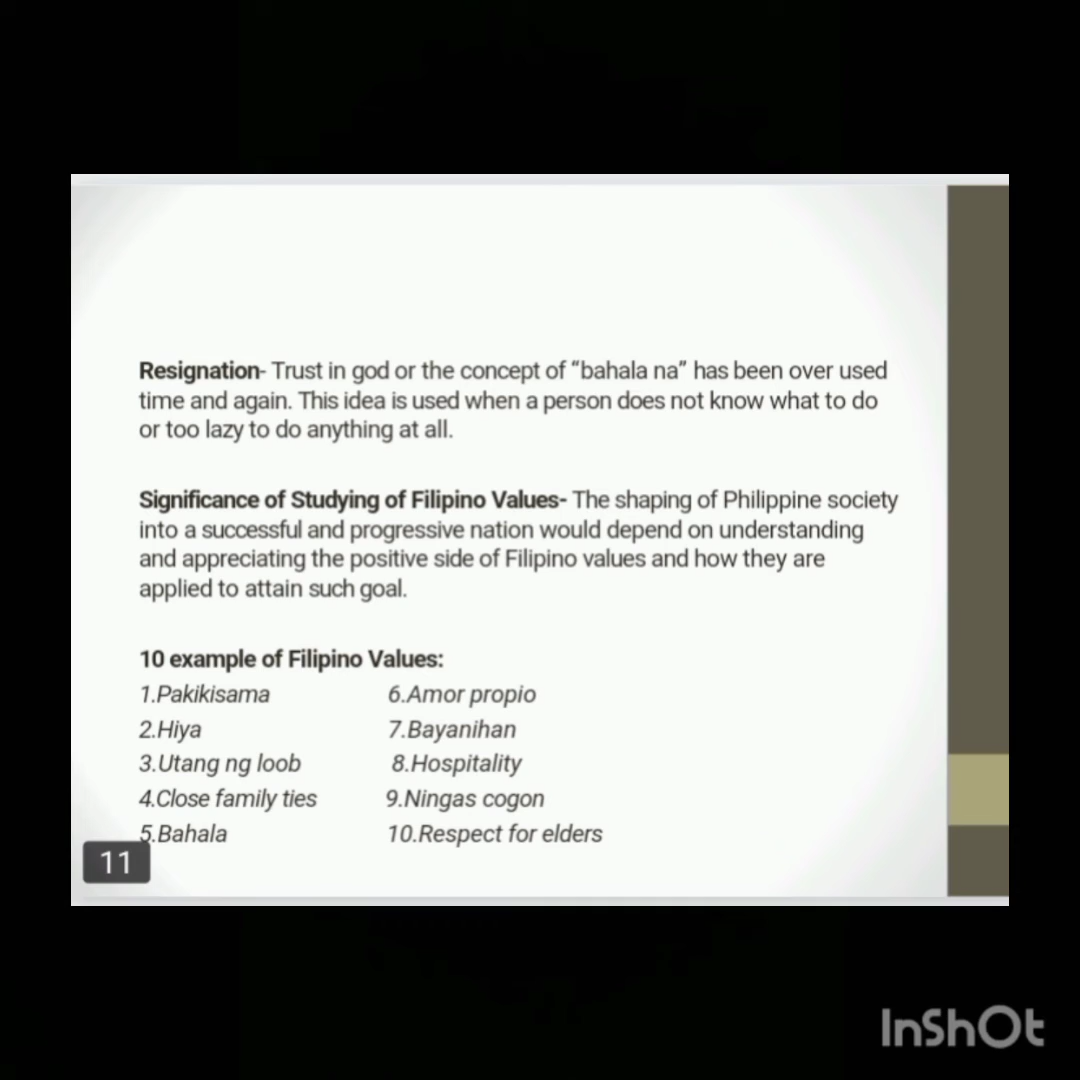 Resignation- Trust in god or the concept of “bahala na” has been over used
time and again. This idea is used when a person does not know what to do
or too lazy to do anything at all.
Significance of Studying of Filipino Values- The shaping of Philippine society
into a successful and progressive nation would depend on understanding
and appreciating the positive side of Filipino values and how they are
applied to attain such goal.
10 example of Filipino Values:
1.Pakikisama 6.Amor propio
2.Hiya 7.Bayanihan
3.Utang ng loob 8.Hospitality
4.Close family ties 9.Ningas cogon
5.Bahala 10.Respect for elders
11
InShOt